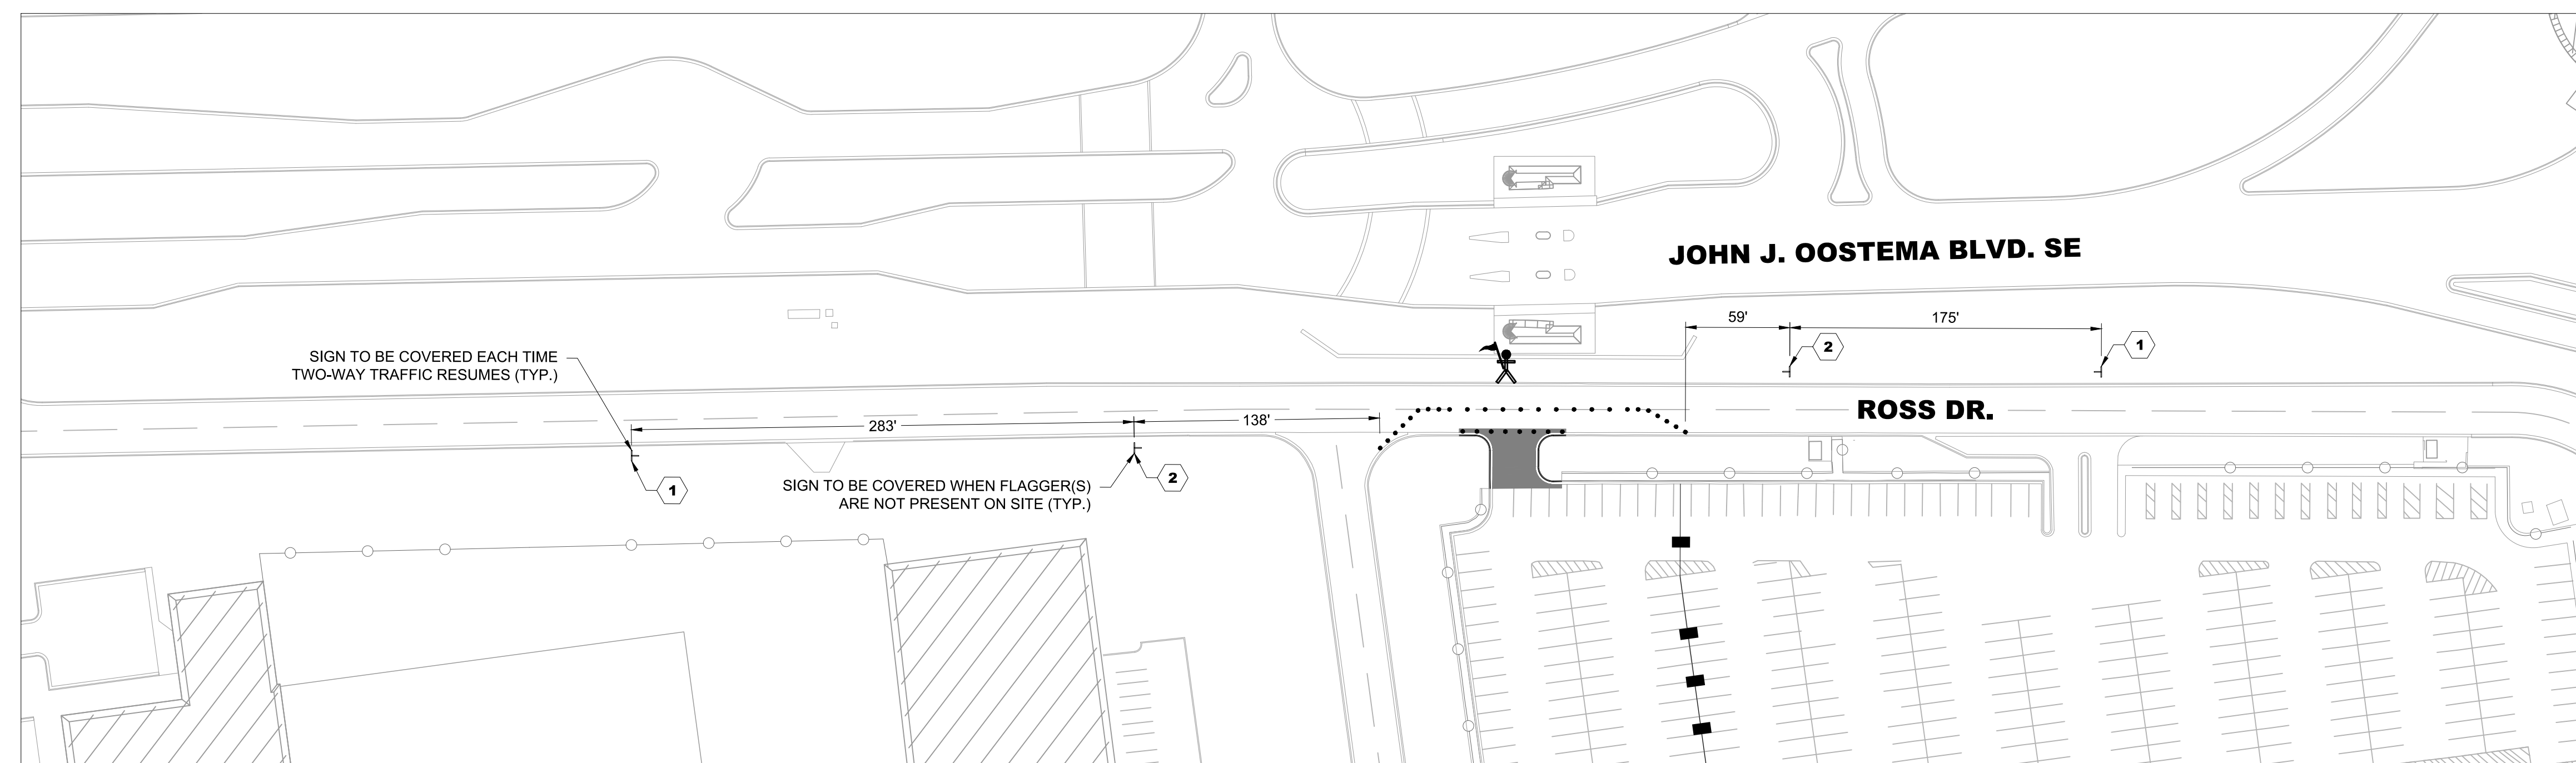 JOHN J. OOSTEMA BLVD. SE
59'
175'
2
1
SIGN TO BE COVERED EACH TIME
TWO-WAY TRAFFIC RESUMES (TYP.)
ROSS DR.
283'
138'
1
SIGN TO BE COVERED WHEN FLAGGER(S)
ARE NOT PRESENT ON SITE (TYP.)
2